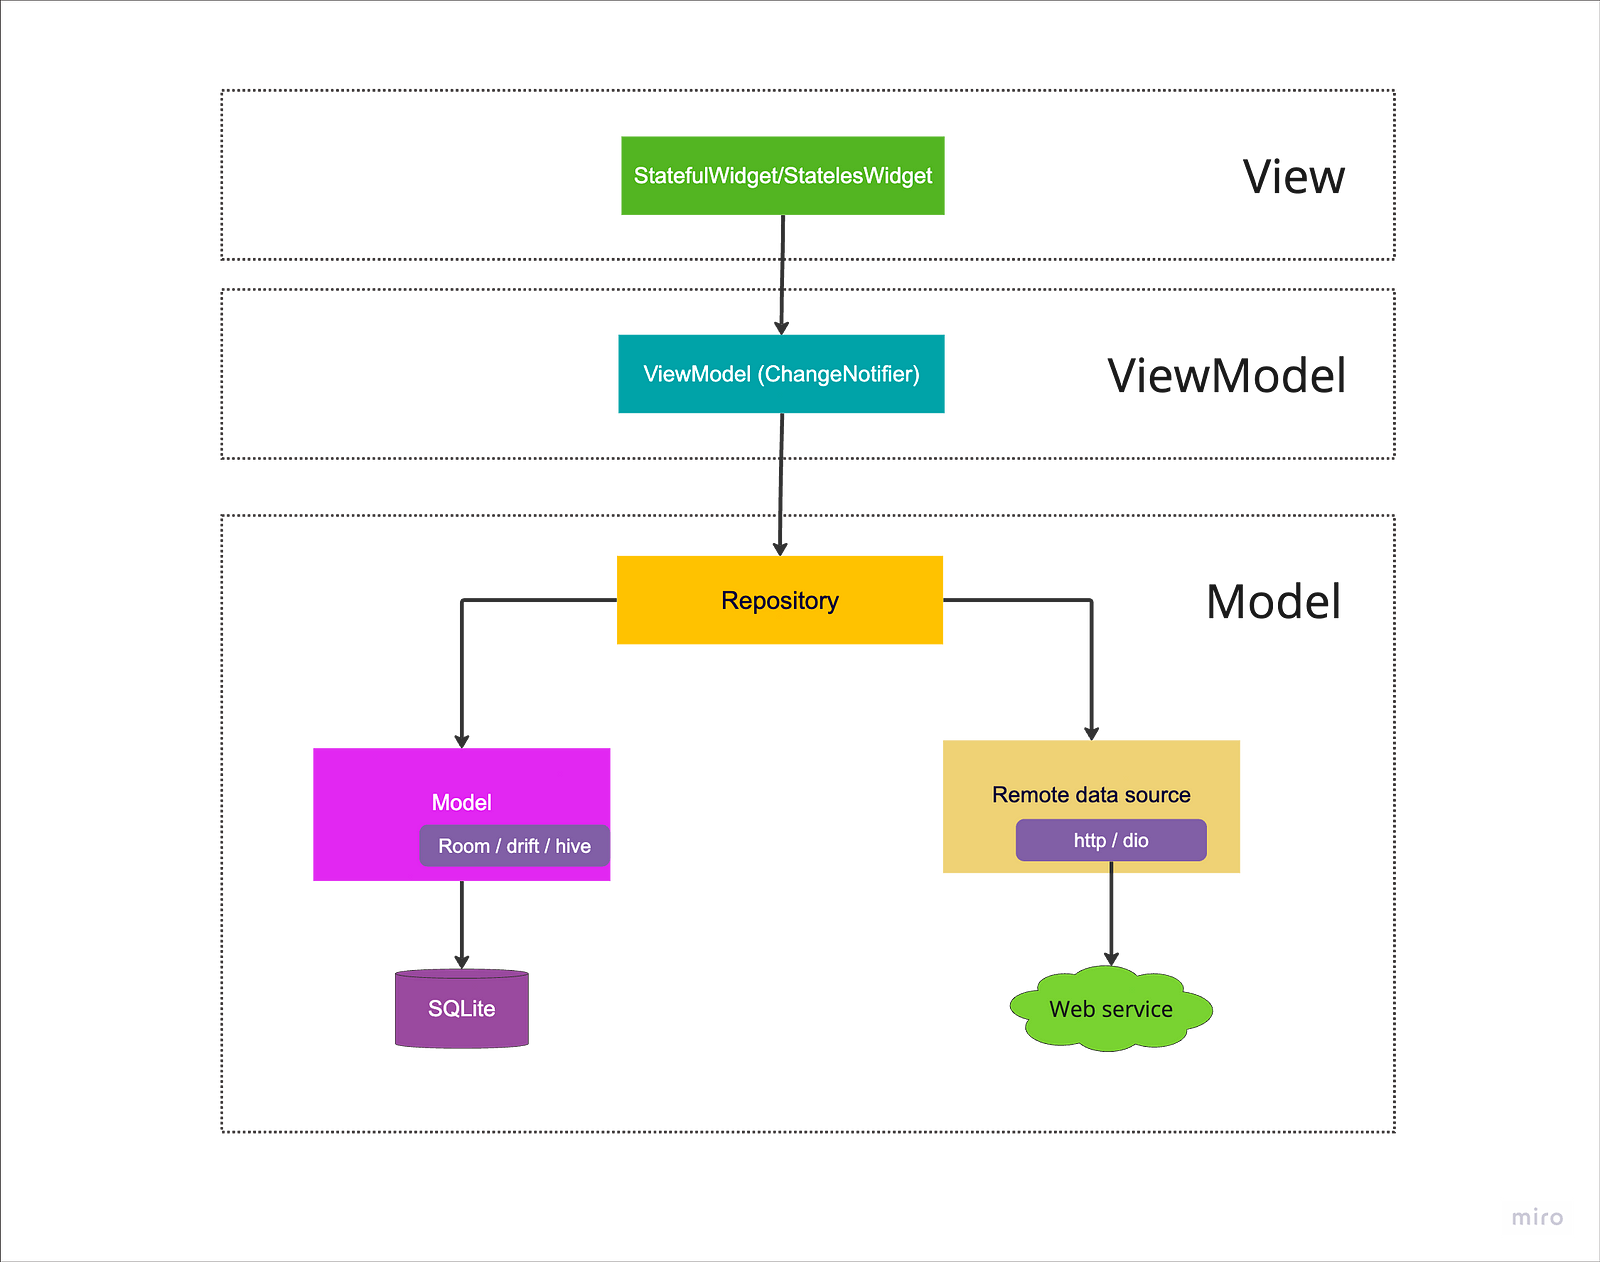 StatefulWidget/StatelesWidget
View
ViewModel (ChangeNotifier)
ViewModel
Repository
Model
Model
Room / drift / hive
Remote data source
http / dio
SQLite
Web service
miro